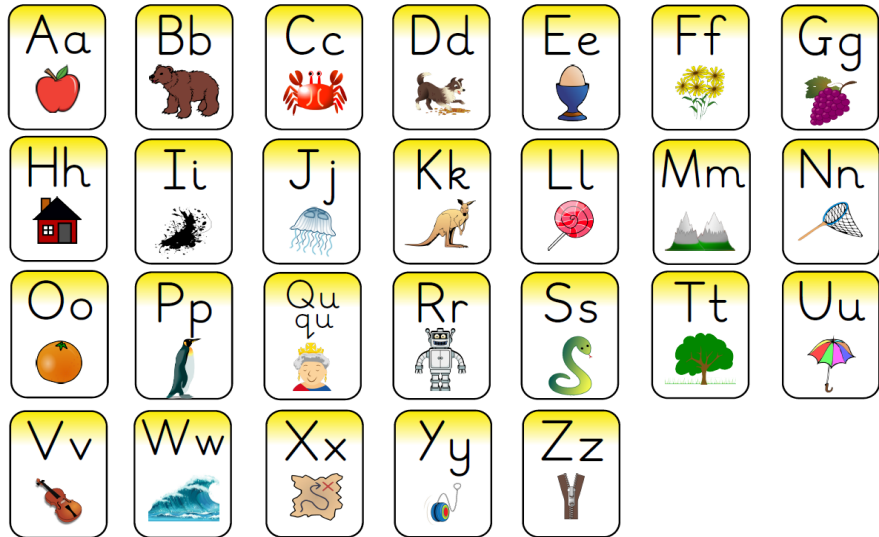 Aa Bb Cc Dd Ee Ff Gg
Hh Ii Jj Kk Ll Mm Nn
Oo Pp Qu qu Rr Ss Tt Uu
Vv Ww Xx Yy Zz